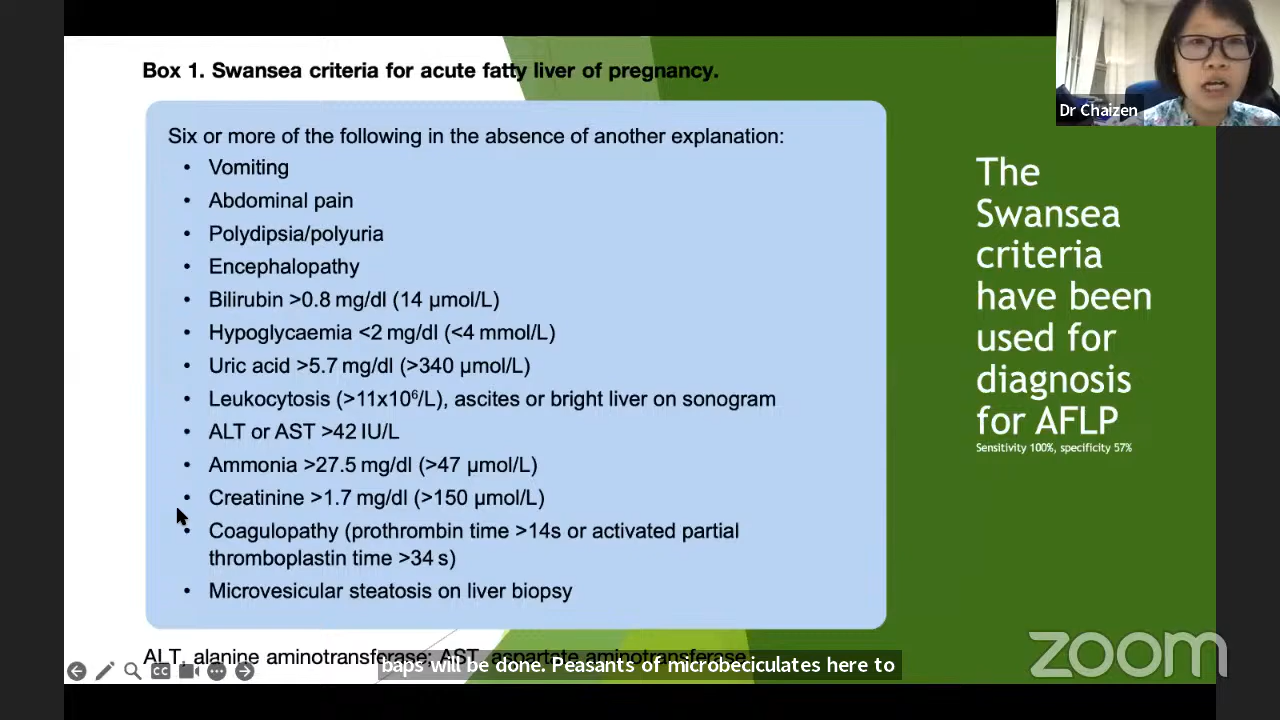 Box 1. Swansea criteria for acute fatty liver of pregnancy.
Six or more of the following in the absence of another explanation:
• Vomiting
• Abdominal pain
• Polydipsia/polyuria
• Encephalopathy
• Bilirubin >0.8 mg/dl (14 μmol/L)
• Hypoglycaemia <2 mg/dl (<4 mmol/L)
• Uric acid >5.7 mg/dl (>340 μmol/L)
• Leukocytosis (>11x10⁶/L), ascites or bright liver on sonogram
• ALT or AST >42 IU/L
• Ammonia >27.5 mg/dl (>47 μmol/L)
• Creatinine >1.7 mg/dl (>150 μmol/L)
• Coagulopathy (prothrombin time >14s or activated partial
thromboplastin time >34 s)
• Microvesicular steatosis on liver biopsy
ALT, alanine aminotransferase; AST, aspartate aminotransferase
baps will be done. Peasants of microbeciculates here to
CC
Dr Chaizen
The
Swansea
criteria
have been
used for
diagnosis
for AFLP
Sensitivity 100%, specificity 57%
zoom